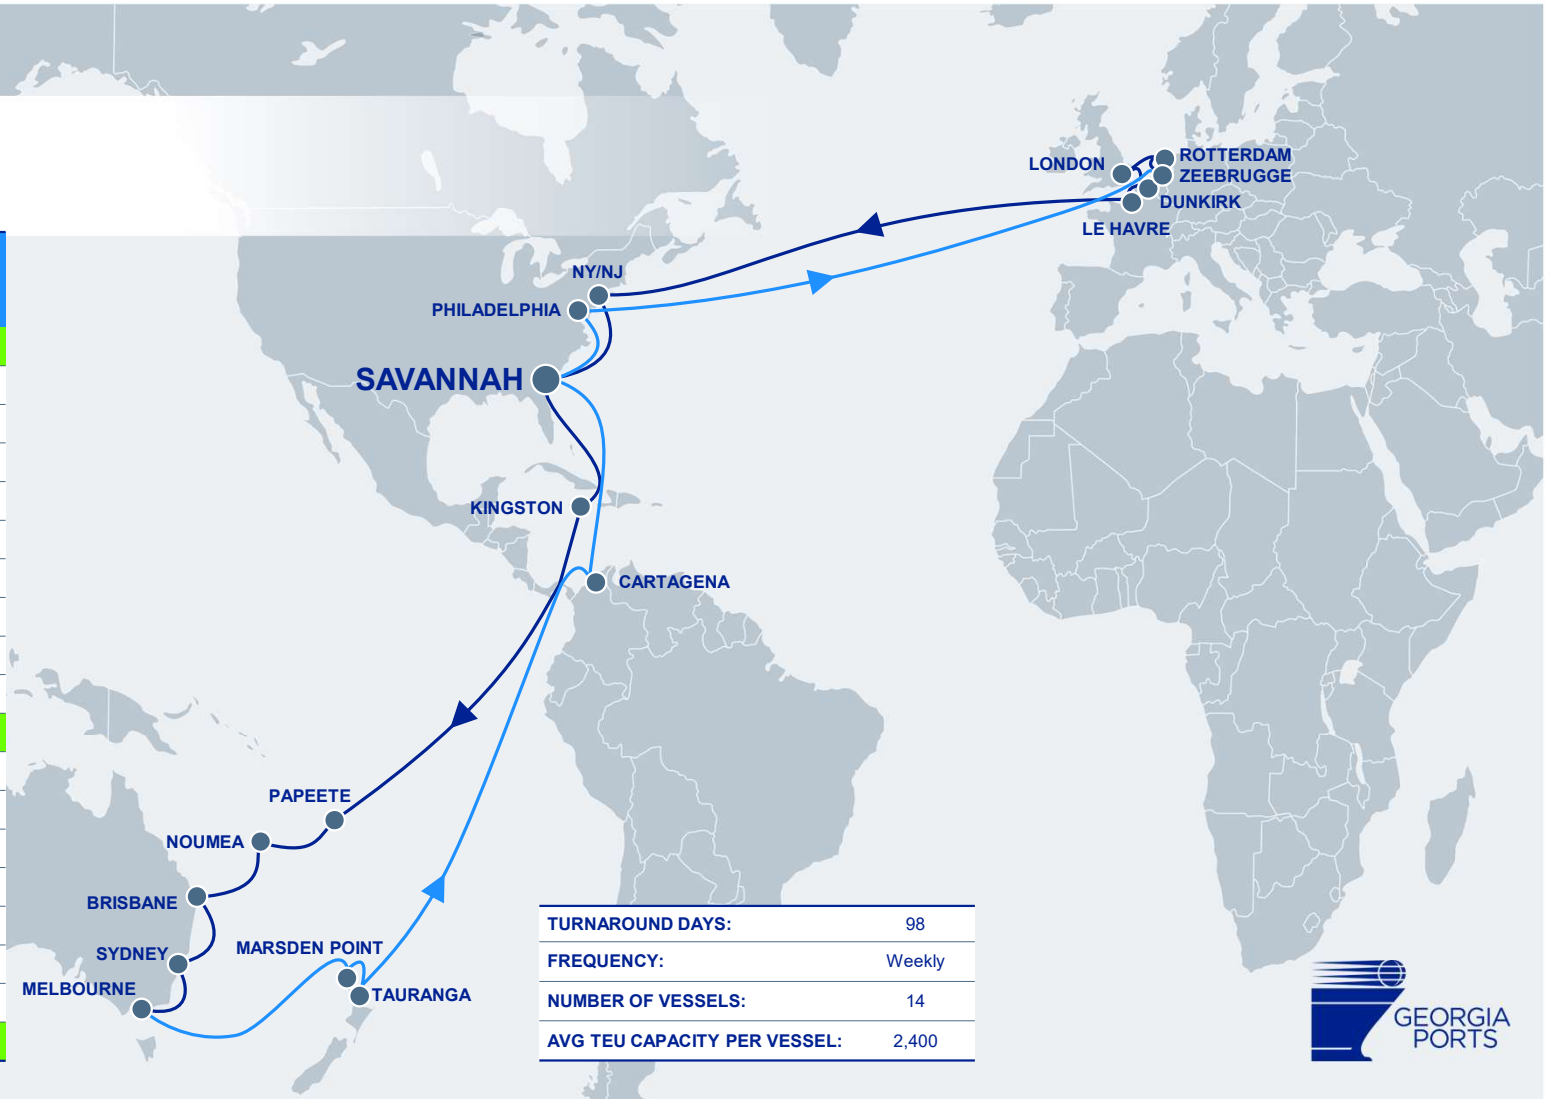 LONDON
ROTTERDAM
ZEEBRUGGE
DUNKIRK
LE HAVRE
NY/NJ
PHILADELPHIA
SAVANNAH
KINGSTON
CARTAGENA
PAPEETE
NOUMEA
BRISBANE
SYDNEY
MARSDEN POINT
MELBOURNE
TAURANGA
TURNAROUND DAYS: 98
FREQUENCY: Weekly
NUMBER OF VESSELS: 14
AVG TEU CAPACITY PER VESSEL: 2,400
GEORGIA
PORTS